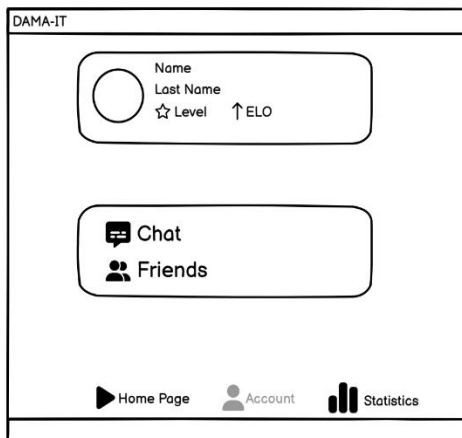 DAMA-IT
Name
Last Name
Level ELO
Chat
Friends
Home Page Account Statistics